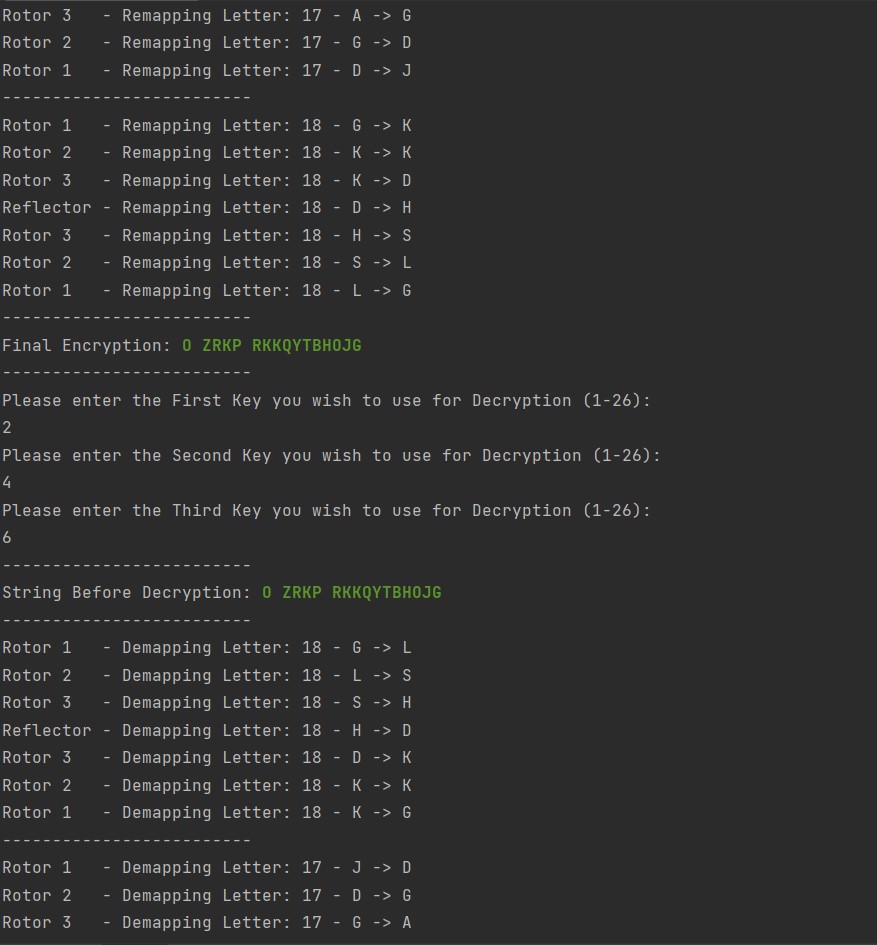 Rotor 3   - Remapping Letter: 17 - A -> G
Rotor 2   - Remapping Letter: 17 - G -> D
Rotor 1   - Remapping Letter: 17 - D -> J
-------------------------
Rotor 1   - Remapping Letter: 18 - G -> K
Rotor 2   - Remapping Letter: 18 - K -> K
Rotor 3   - Remapping Letter: 18 - K -> D
Reflector - Remapping Letter: 18 - D -> H
Rotor 3   - Remapping Letter: 18 - H -> S
Rotor 2   - Remapping Letter: 18 - S -> L
Rotor 1   - Remapping Letter: 18 - L -> G
-------------------------
Final Encryption: O ZRKP RKKQYTBHOJG
-------------------------
Please enter the First Key you wish to use for Decryption (1-26):
2
Please enter the Second Key you wish to use for Decryption (1-26):
4
Please enter the Third Key you wish to use for Decryption (1-26):
6
-------------------------
String Before Decryption: O ZRKP RKKQYTBHOJG
-------------------------
Rotor 1   - Demapping Letter: 18 - G -> L
Rotor 2   - Demapping Letter: 18 - L -> S
Rotor 3   - Demapping Letter: 18 - S -> H
Reflector - Demapping Letter: 18 - H -> D
Rotor 3   - Demapping Letter: 18 - D -> K
Rotor 2   - Demapping Letter: 18 - K -> K
Rotor 1   - Demapping Letter: 18 - K -> G
-------------------------
Rotor 1   - Demapping Letter: 17 - J -> D
Rotor 2   - Demapping Letter: 17 - D -> G
Rotor 3   - Demapping Letter: 17 - G -> A